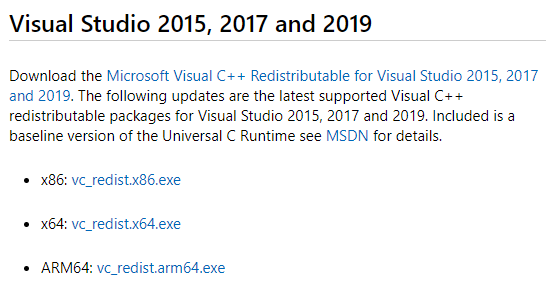 Visual Studio 2015, 2017 and 2019
Download the Microsoft Visual C++ Redistributable for Visual Studio 2015, 2017
and 2019. The following updates are the latest supported Visual C++
redistributable packages for Visual Studio 2015, 2017 and 2019. Included is a
baseline version of the Universal C Runtime see MSDN for details.
• x86: vc_redist.x86.exe
• x64: vc_redist.x64.exe
• ARM64: vc_redist.arm64.exe